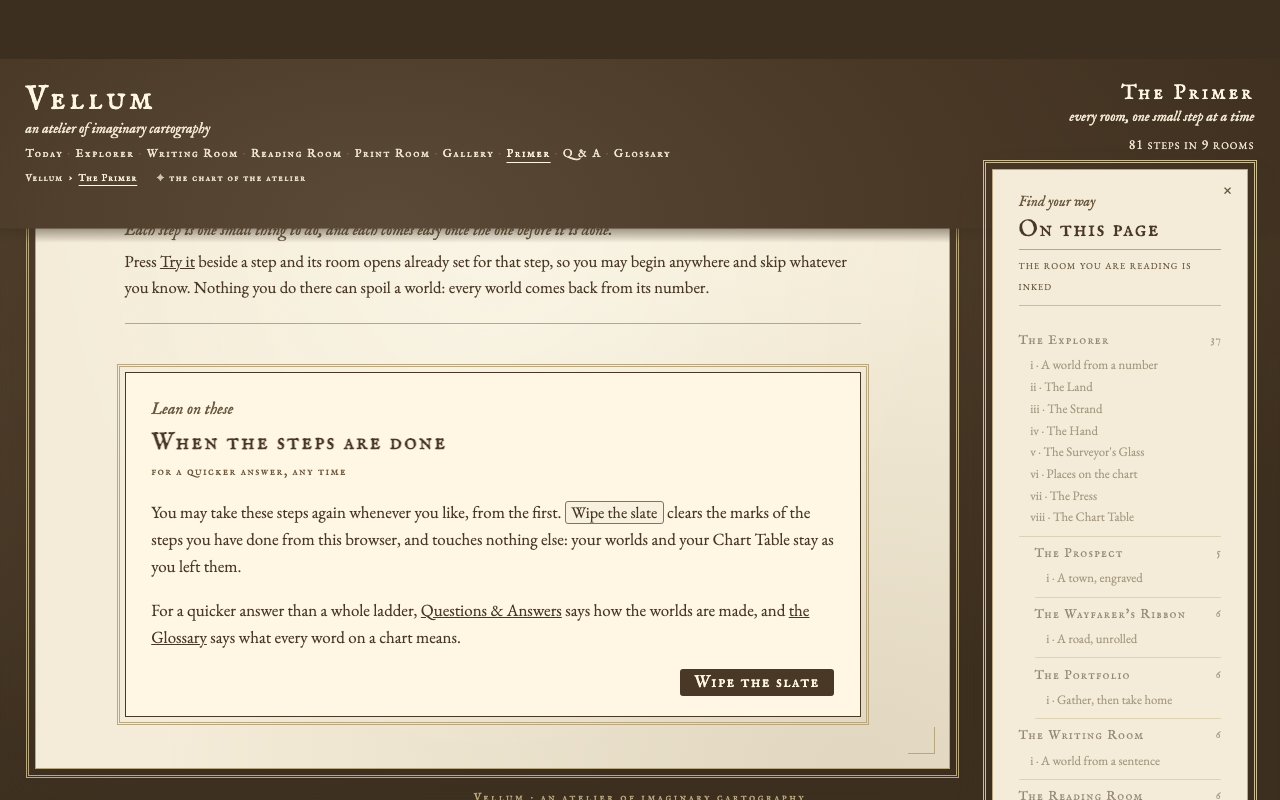 Vellum
an atelier of imaginary cartography
Today · Explorer · Writing Room · Reading Room · Print Room · Gallery · Primer · Q & A · Glossary
Vellum › The Primer ✦ the chart of the atelier
The Primer
every room, one small step at a time
81 steps in 9 rooms
Each step is one small thing to do, and each comes easy once the one before it is done.
Press Try it beside a step and its room opens already set for that step, so you may begin anywhere and skip whatever
you know. Nothing you do there can spoil a world: every world comes back from its number.
Lean on these
When the steps are done
for a quicker answer, any time
You may take these steps again whenever you like, from the first. Wipe the slate clears the marks of the
steps you have done from this browser, and touches nothing else: your worlds and your Chart Table stay as
you left them.
For a quicker answer than a whole ladder, Questions & Answers says how the worlds are made, and the
Glossary says what every word on a chart means.
Wipe the slate
×
Find your way
On this page
the room you are reading is
inked
The Explorer 37
i · A world from a number
ii · The Land
iii · The Strand
iv · The Hand
v · The Surveyor's Glass
vi · Places on the chart
vii · The Press
viii · The Chart Table
The Prospect 5
i · A town, engraved
The Wayfarer's Ribbon 6
i · A road, unrolled
The Portfolio 6
i · Gather, then take home
The Writing Room 6
i · A world from a sentence
The Reading Room 6
Vellum · an atelier of imaginary cartography